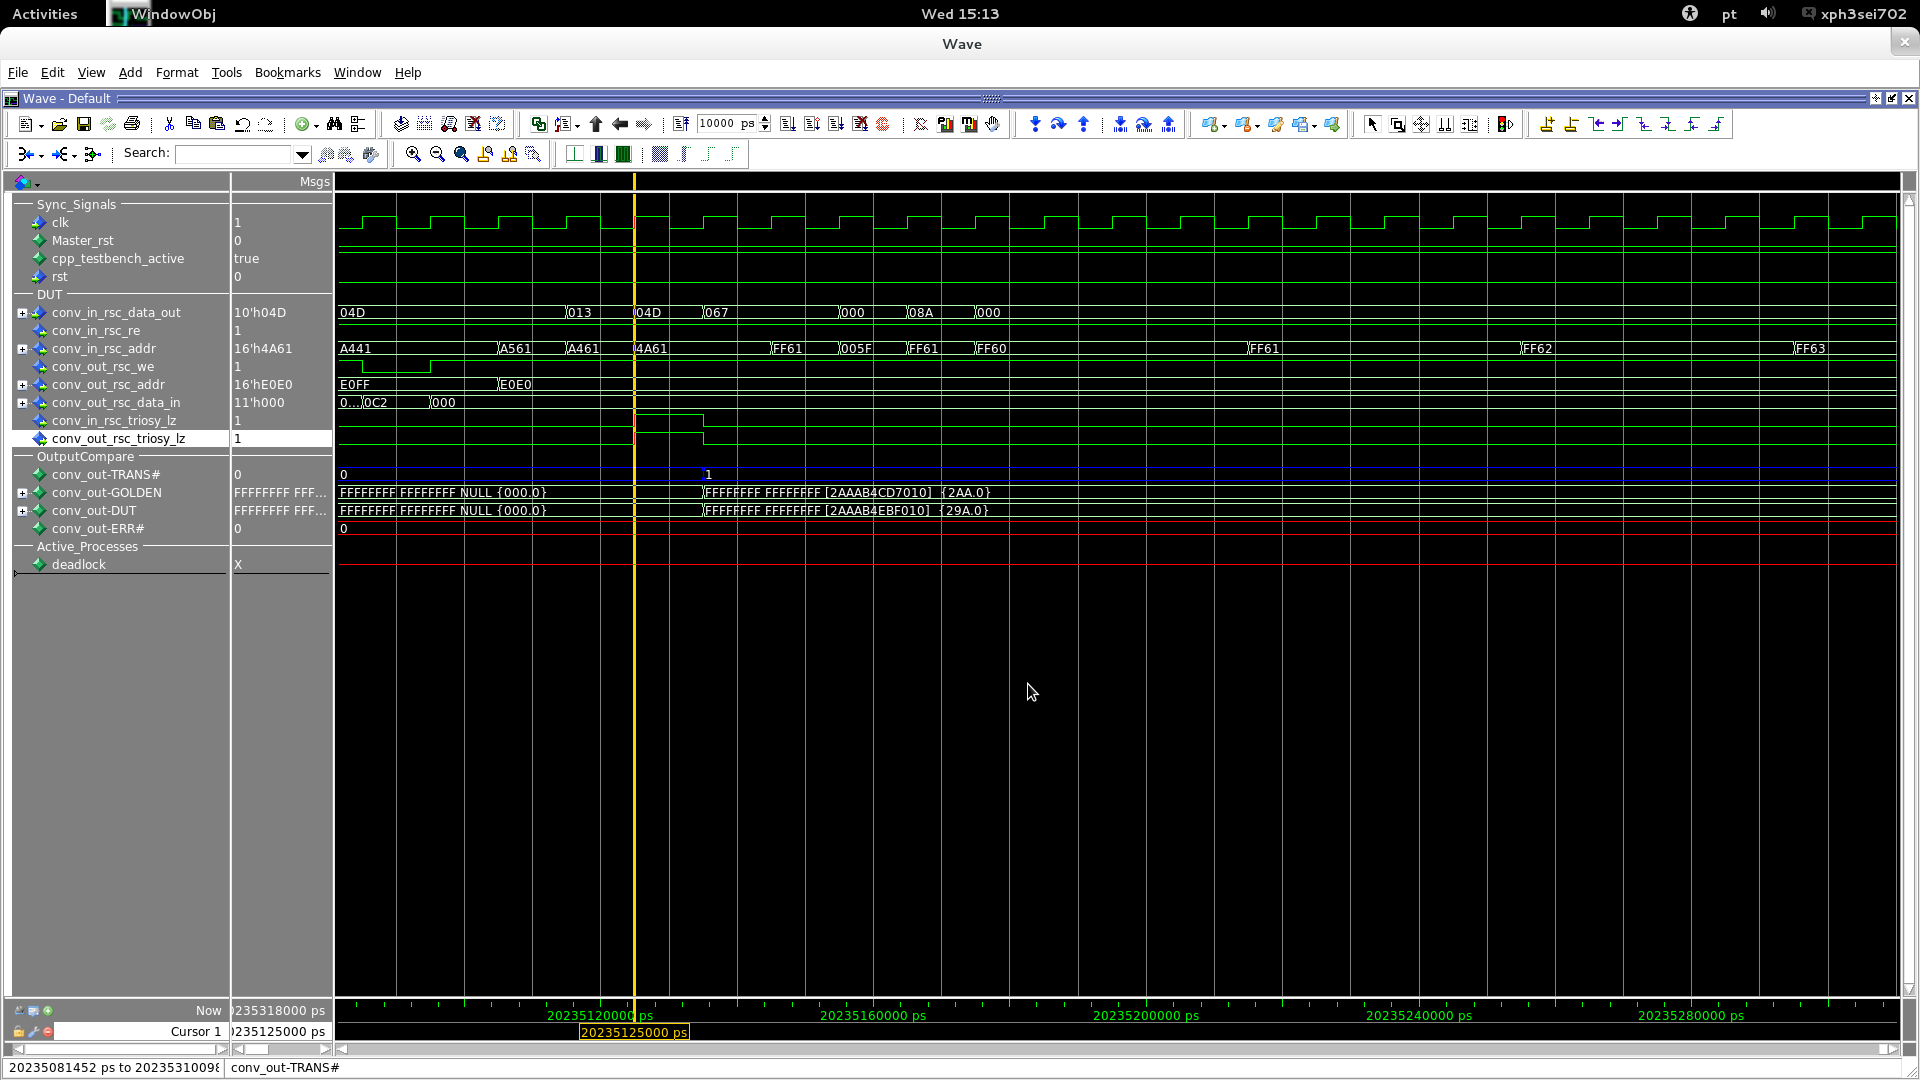 Activities WindowObj Wed 15:13 pt xph3sei702
Wave
File Edit View Add Format Tools Bookmarks Window Help
Wave - Default
10000 ps
Search:
Msgs
Sync_Signals
clk 1
Master_rst 0
cpp_testbench_active true
rst 0
DUT
conv_in_rsc_data_out 10'h04D 04D 013 04D 067 000 08A 000
conv_in_rsc_re 1
conv_in_rsc_addr 16'h4A61 A441 A561 A461 4A61 FF61 005F FF61 FF60 FF61 FF62 FF63
conv_out_rsc_we 1
conv_out_rsc_addr 16'hE0E0 E0FF E0E0
conv_out_rsc_data_in 11'h000 0... 0C2 000
conv_in_rsc_triosy_lz 1
conv_out_rsc_triosy_lz 1
OutputCompare
conv_out-TRANS# 0 0 1
conv_out-GOLDEN FFFFFFFF FFF... FFFFFFFF FFFFFFFF NULL {000.0} FFFFFFFF FFFFFFFF [2AAAB4CD7010] {2AA.0}
conv_out-DUT FFFFFFFF FFF... FFFFFFFF FFFFFFFF NULL {000.0} FFFFFFFF FFFFFFFF [2AAAB4EBF010] {29A.0}
conv_out-ERR# 0 0
Active_Processes
deadlock X
Now 0235318000 ps 20235120000 ps 20235160000 ps 20235200000 ps 20235240000 ps 20235280000 ps
Cursor 1 0235125000 ps 20235125000 ps
20235081452 ps to 2023531009 conv_out-TRANS#